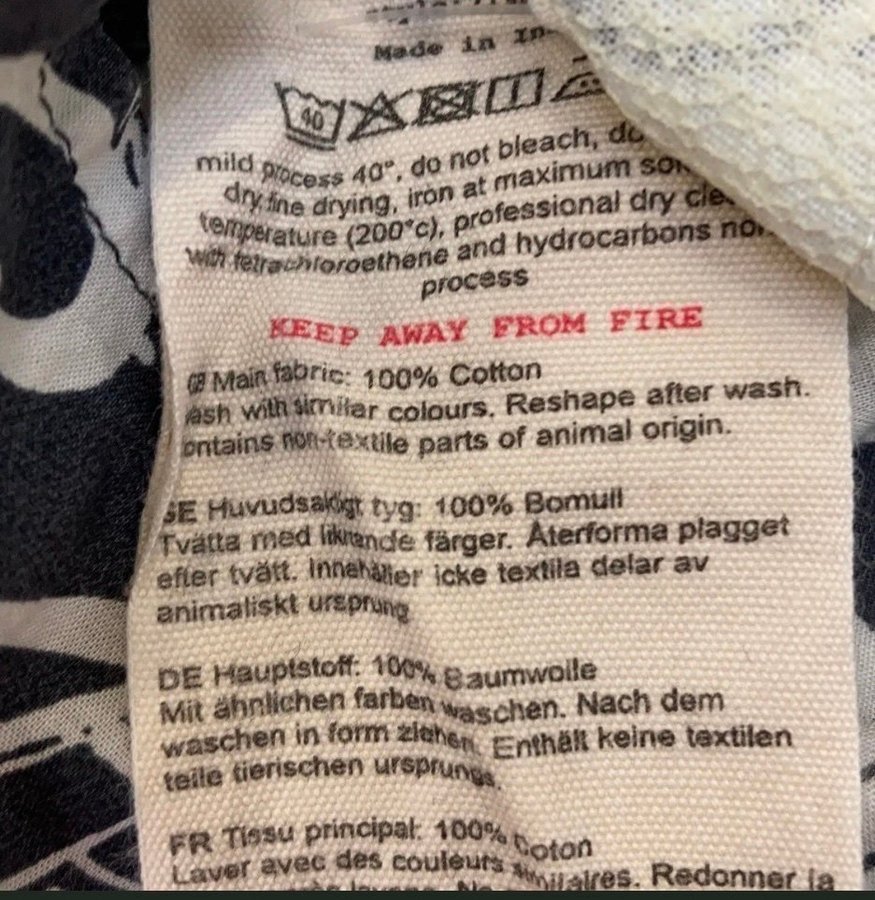 Made in In
40
mild process 40°, do not bleach, do
dry, fine drying, iron at maximum so
temperature (200°c), professional dry cle
with tetrachloroethene and hydrocarbons no
process
KEEP AWAY FROM FIRE
GB Main fabric: 100% Cotton
ash with similar colours. Reshape after wash.
ontains non-textile parts of animal origin.
SE Huvudsakligt tyg: 100% Bomull
Tvätta med liknande färger. Återforma plagget
efter tvätt. Innehåller icke textila delar av
animaliskt ursprung
DE Hauptstoff: 100% Baumwolle
Mit ähnlichen farben waschen. Nach dem
waschen in form ziehen. Enthält keine textilen
teile tierischen ursprungs.
FR Tissu principal: 100% Coton
Laver avec des couleurs similaires. Redonner la